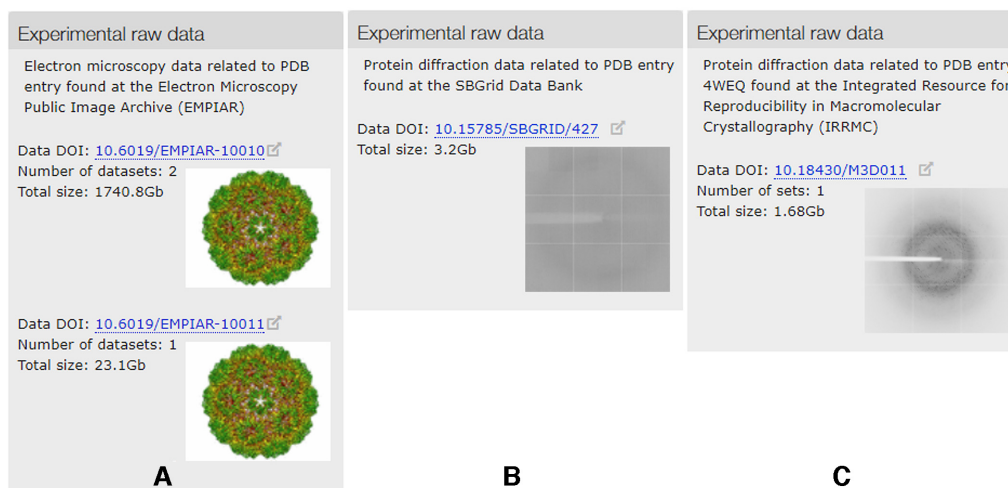 Experimental raw data
Electron microscopy data related to PDB
entry found at the Electron Microscopy
Public Image Archive (EMPIAR)
Data DOI: 10.6019/EMPIAR-10010
Number of datasets: 2
Total size: 1740.8Gb
Data DOI: 10.6019/EMPIAR-10011
Number of datasets: 1
Total size: 23.1Gb
A
Experimental raw data
Protein diffraction data related to PDB entry
found at the SBGrid Data Bank
Data DOI: 10.15785/SBGRID/427
Total size: 3.2Gb
B
Experimental raw data
Protein diffraction data related to PDB entry
4WEQ found at the Integrated Resource for
Reproducibility in Macromolecular
Crystallography (IRRMC)
Data DOI: 10.18430/M3D011
Number of sets: 1
Total size: 1.68Gb
C